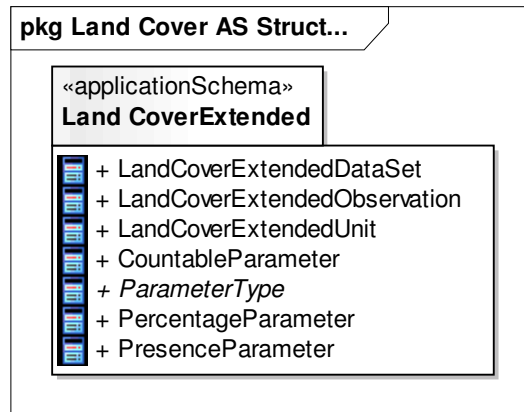 pkg Land Cover AS Struct...
«applicationSchema»
Land CoverExtended
+ LandCoverExtendedDataSet
+ LandCoverExtendedObservation
+ LandCoverExtendedUnit
+ CountableParameter
+ ParameterType
+ PercentageParameter
+ PresenceParameter